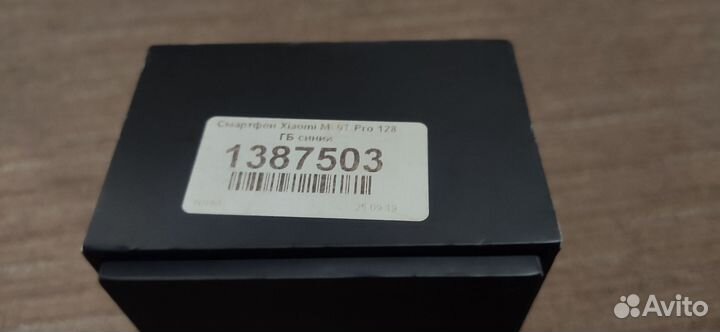 Смартфон Xiaomi Mi 9T Pro 128
ГБ синий
1387503
25.09.19
Avito